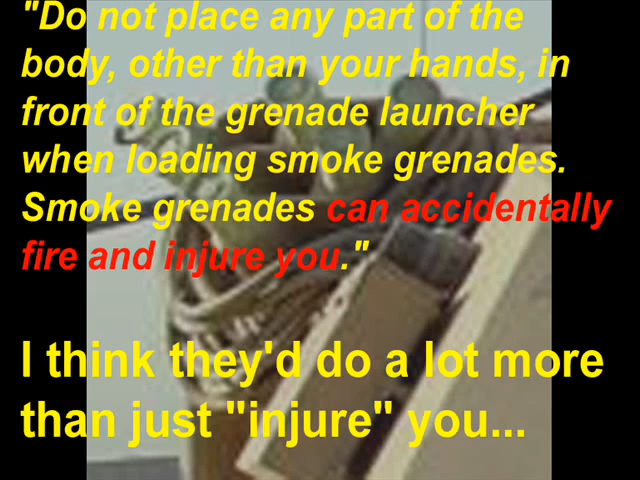 "Do not place any part of the
body, other than your hands, in
front of the grenade launcher
when loading smoke grenades.
Smoke grenades can accidentally
fire and injure you."
I think they'd do a lot more
than just "injure" you...